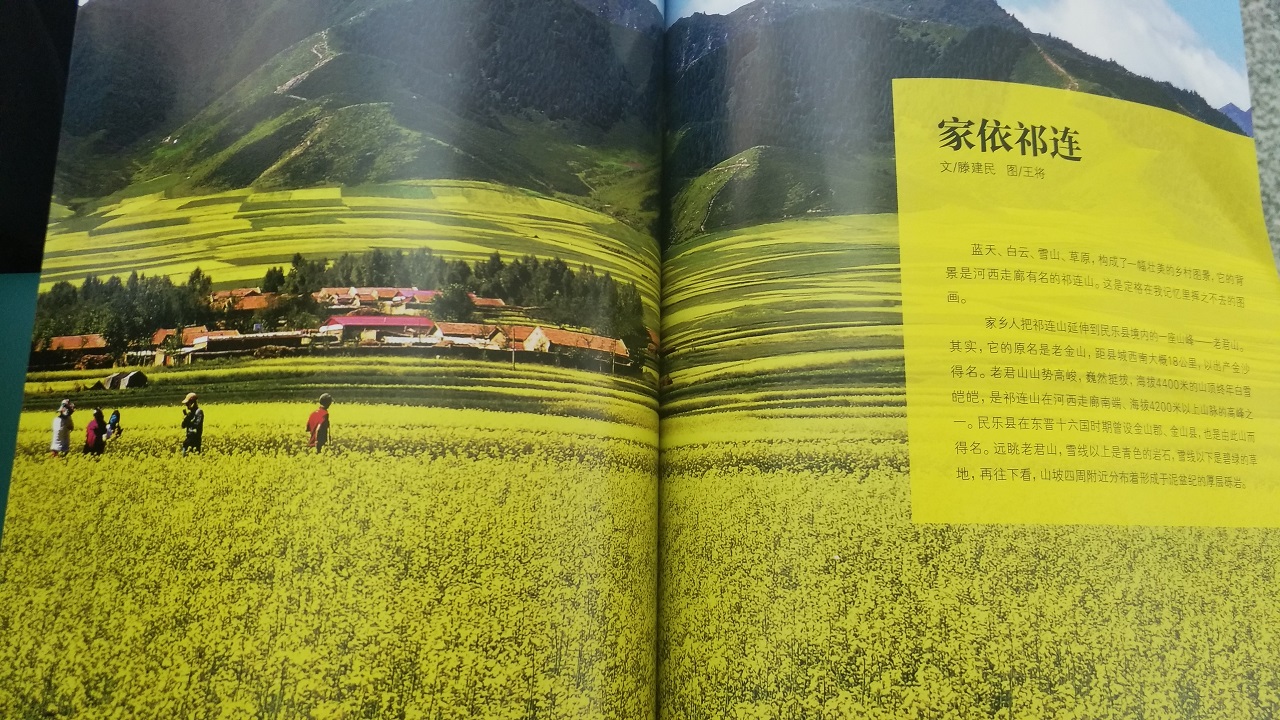 家依祁连
文/滕建民 图/王将
蓝天、白云、雪山、草原，构成了一幅壮美的乡村图景，它的背
景是河西走廊有名的祁连山。这是定格在我记忆里挥之不去的图
画。
家乡人把祁连山延伸到民乐县境内的一座山峰——老君山。
其实，它的原名是老金山，距县城西南大概18公里，以出产金沙
得名。老君山山势高峻，巍然挺拔，海拔4400米的山顶终年白雪
皑皑，是祁连山在河西走廊南端、海拔4200米以上山脉的高峰之
一。民乐县在东晋十六国时期曾设金山郡、金山县，也是由此山而
得名。远眺老君山，雪线以上是青色的岩石，雪线以下是碧绿的草
地，再往下看，山坡四周附近分布着形成于泥盆纪的厚层砾岩。